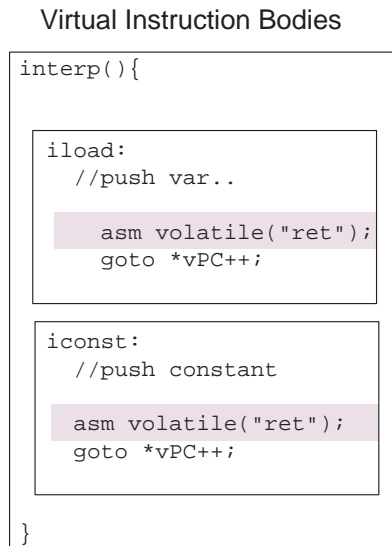 Virtual Instruction Bodies
interp(){
iload:
//push var..
asm volatile("ret");
goto *vPC++;
iconst:
//push constant
asm volatile("ret");
goto *vPC++;
}